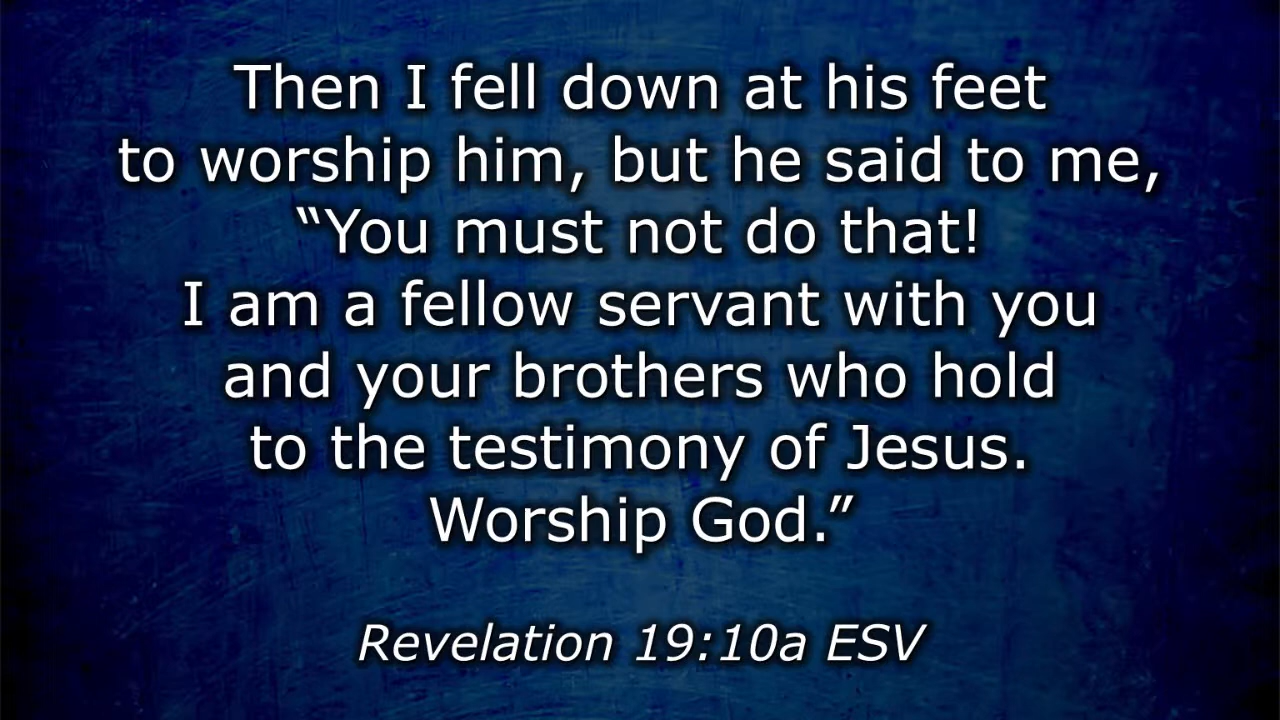 Then I fell down at his feet
to worship him, but he said to me,
“You must not do that!
I am a fellow servant with you
and your brothers who hold
to the testimony of Jesus.
Worship God.”
Revelation 19:10a ESV